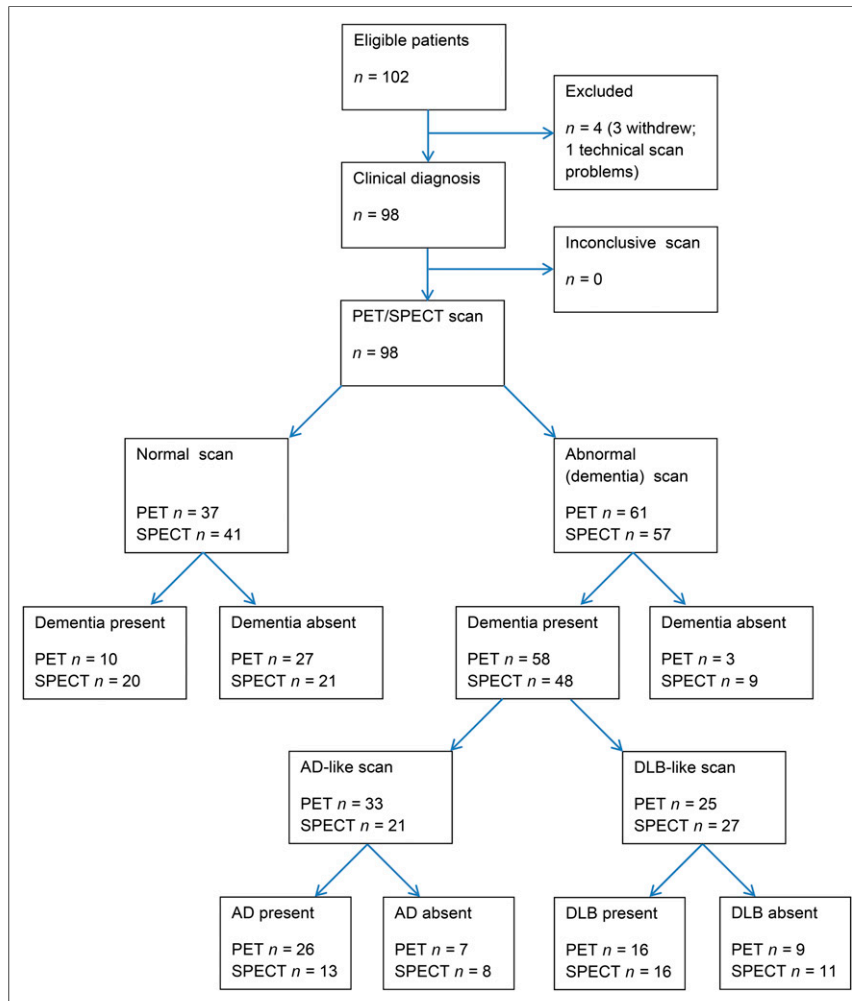 Eligible patients
n = 102
Excluded
n = 4 (3 withdrew;
1 technical scan
problems)
Clinical diagnosis
n = 98
Inconclusive scan
n = 0
PET/SPECT scan
n = 98
Normal scan
PET n = 37
SPECT n = 41
Abnormal
(dementia) scan
PET n = 61
SPECT n = 57
Dementia present
PET n = 10
SPECT n = 20
Dementia absent
PET n = 27
SPECT n = 21
Dementia present
PET n = 58
SPECT n = 48
Dementia absent
PET n = 3
SPECT n = 9
AD-like scan
PET n = 33
SPECT n = 21
DLB-like scan
PET n = 25
SPECT n = 27
AD present
PET n = 26
SPECT n = 13
AD absent
PET n = 7
SPECT n = 8
DLB present
PET n = 16
SPECT n = 16
DLB absent
PET n = 9
SPECT n = 11